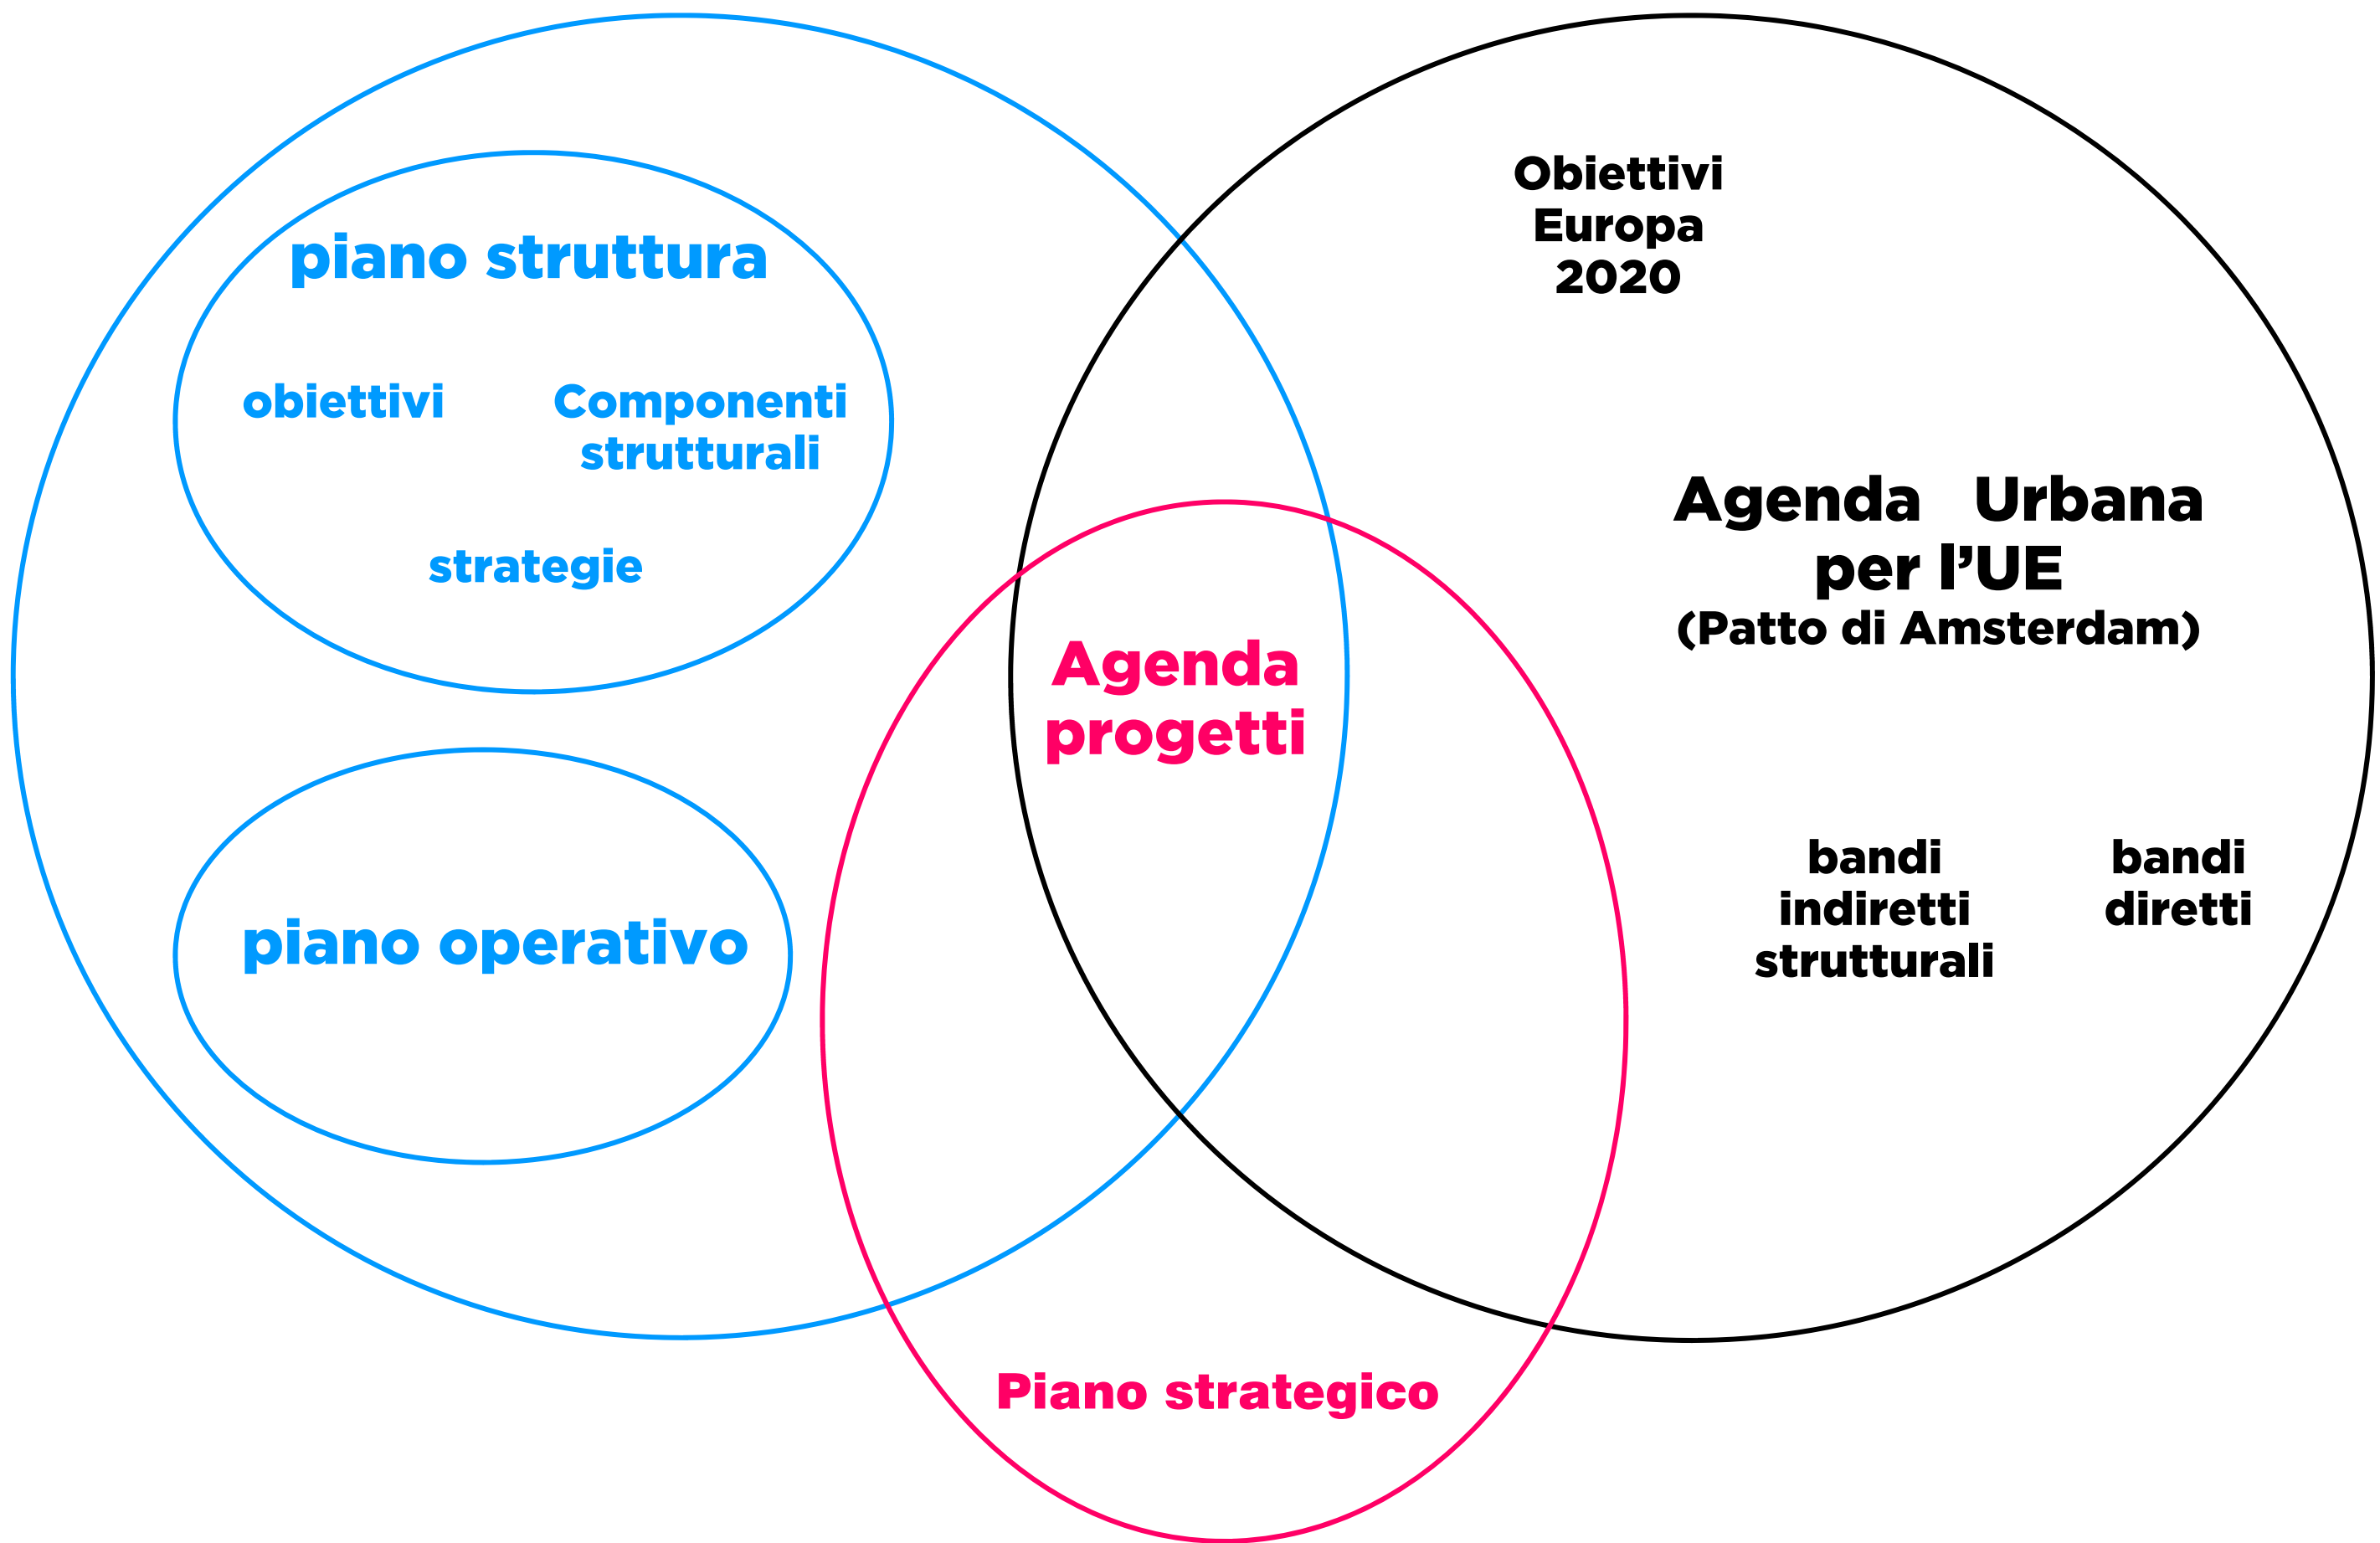 piano struttura
obiettivi
Componenti
strutturali
strategie
piano operativo
Agenda
progetti
Piano strategico
Obiettivi
Europa
2020
Agenda Urbana
per l'UE
(Patto di Amsterdam)
bandi
indiretti
strutturali
bandi
diretti